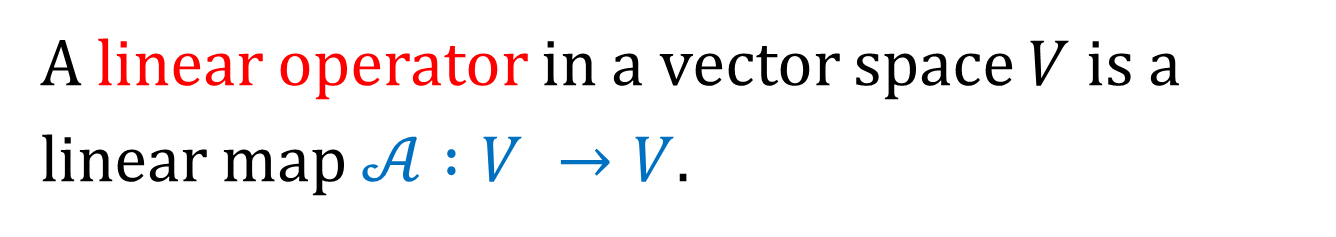 A linear operator in a vector space V is a
linear map 𝒜 : V → V.